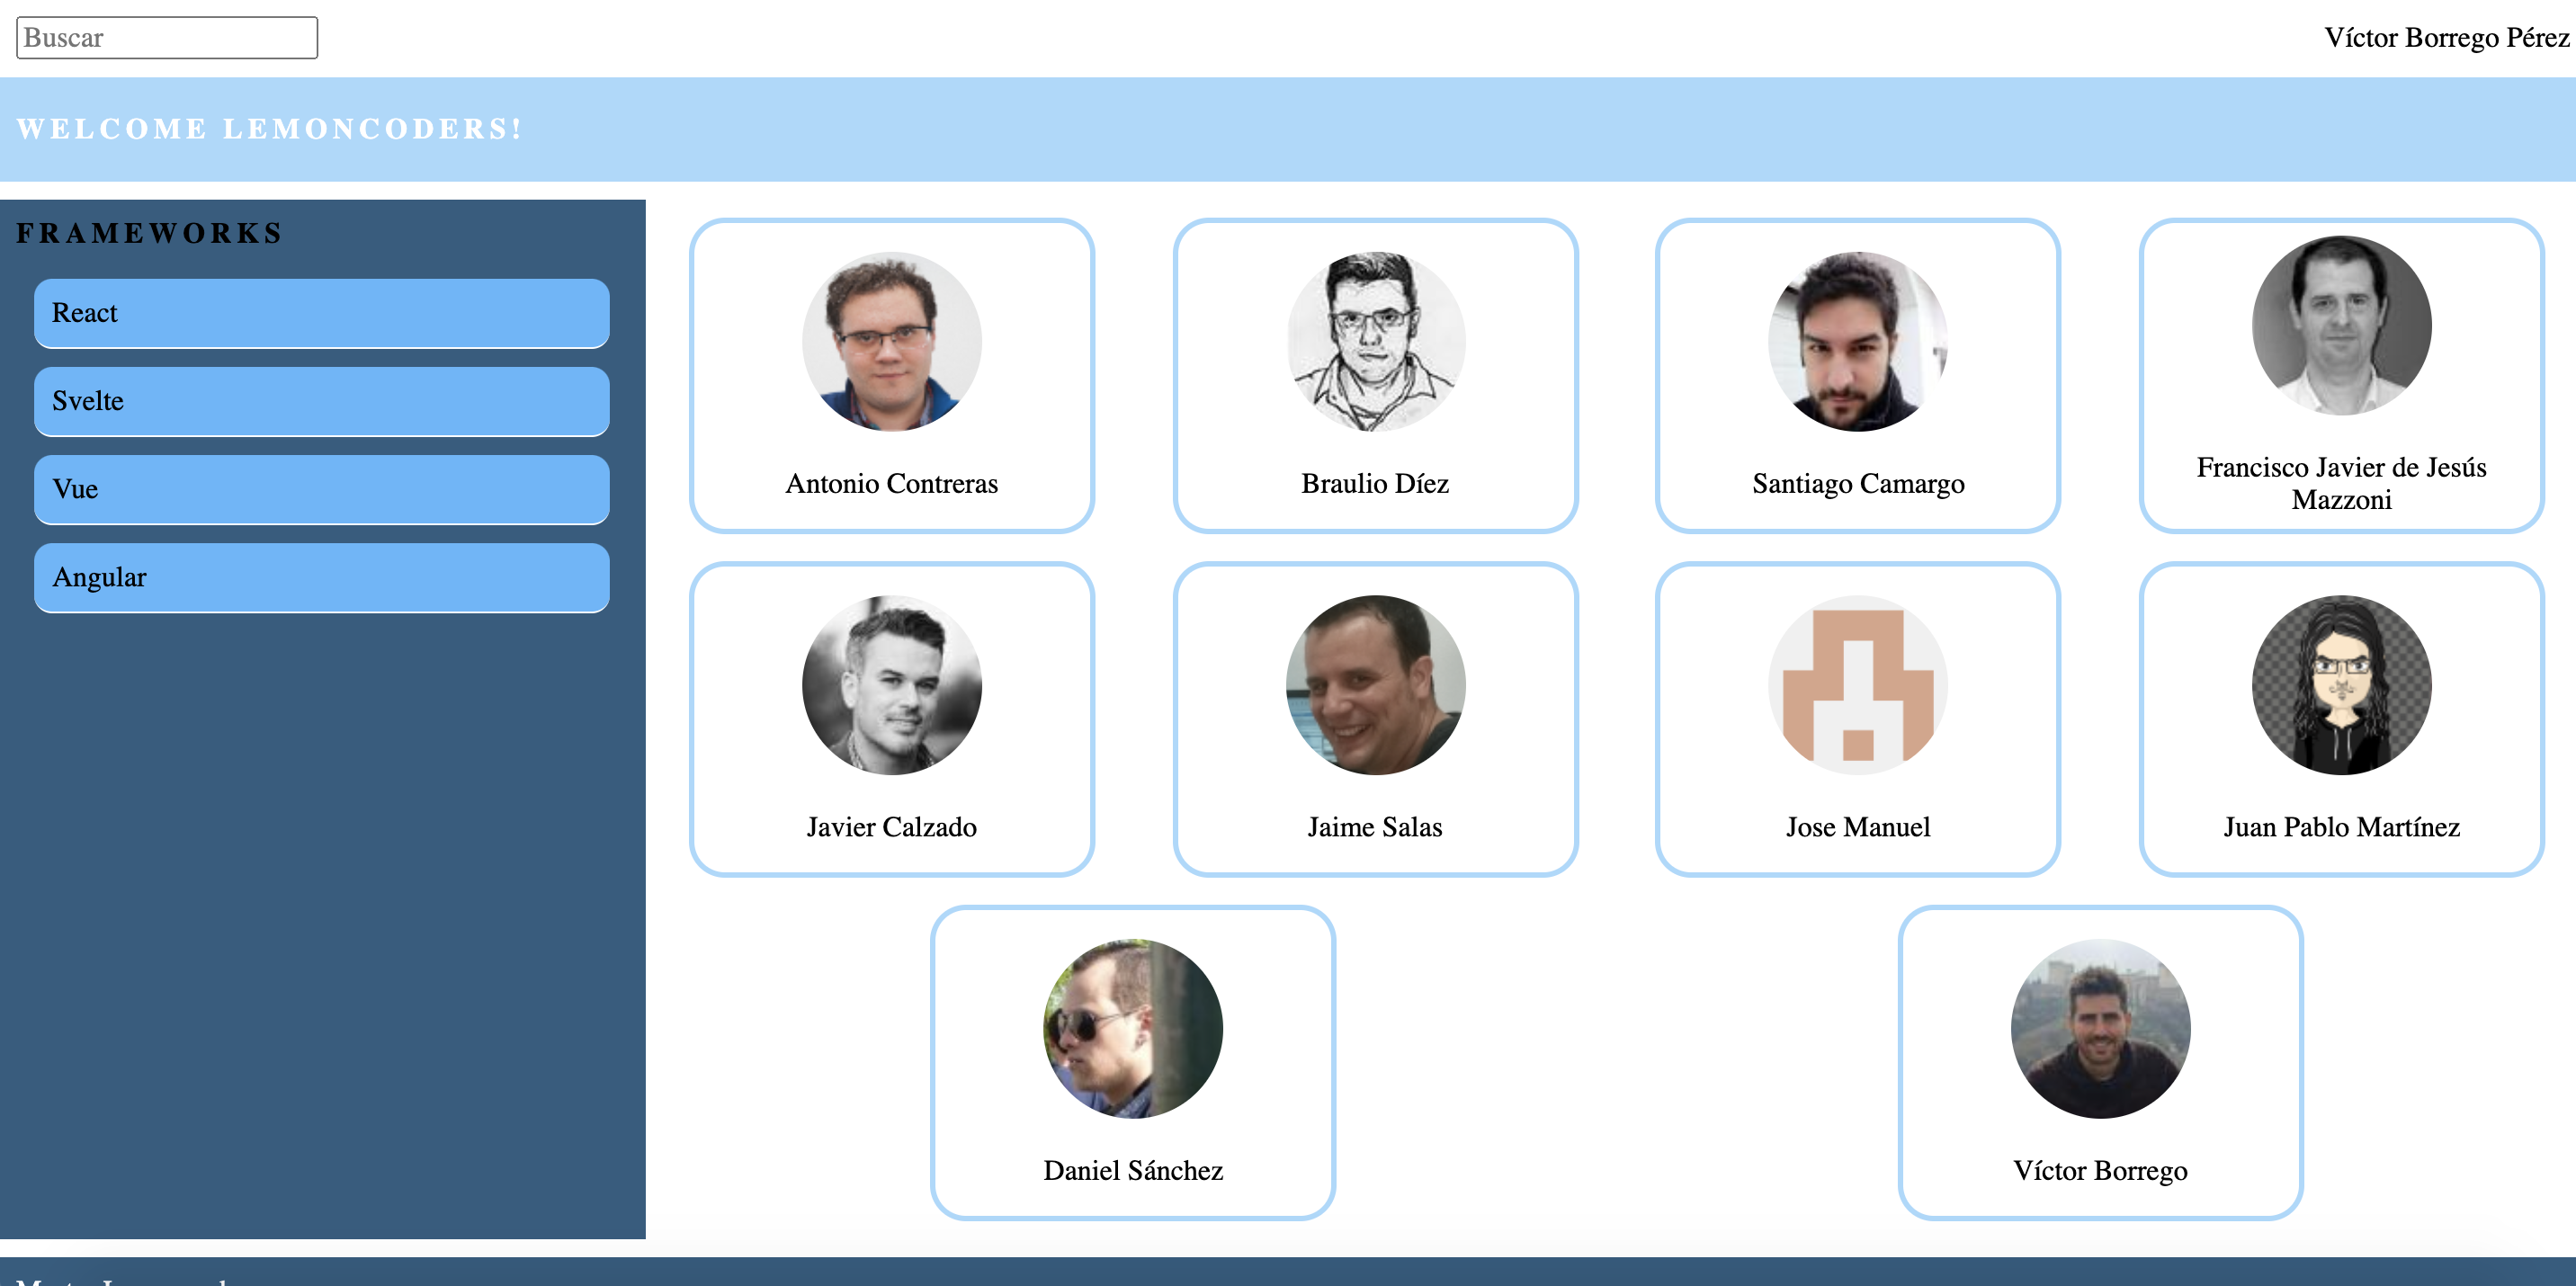 Buscar
Víctor Borrego Pérez
WELCOME LEMONCODERS!
FRAMEWORKS
React
Svelte
Vue
Angular
Antonio Contreras
Braulio Díez
Santiago Camargo
Francisco Javier de Jesús
Mazzoni
Javier Calzado
Jaime Salas
Jose Manuel
Juan Pablo Martínez
Daniel Sánchez
Víctor Borrego